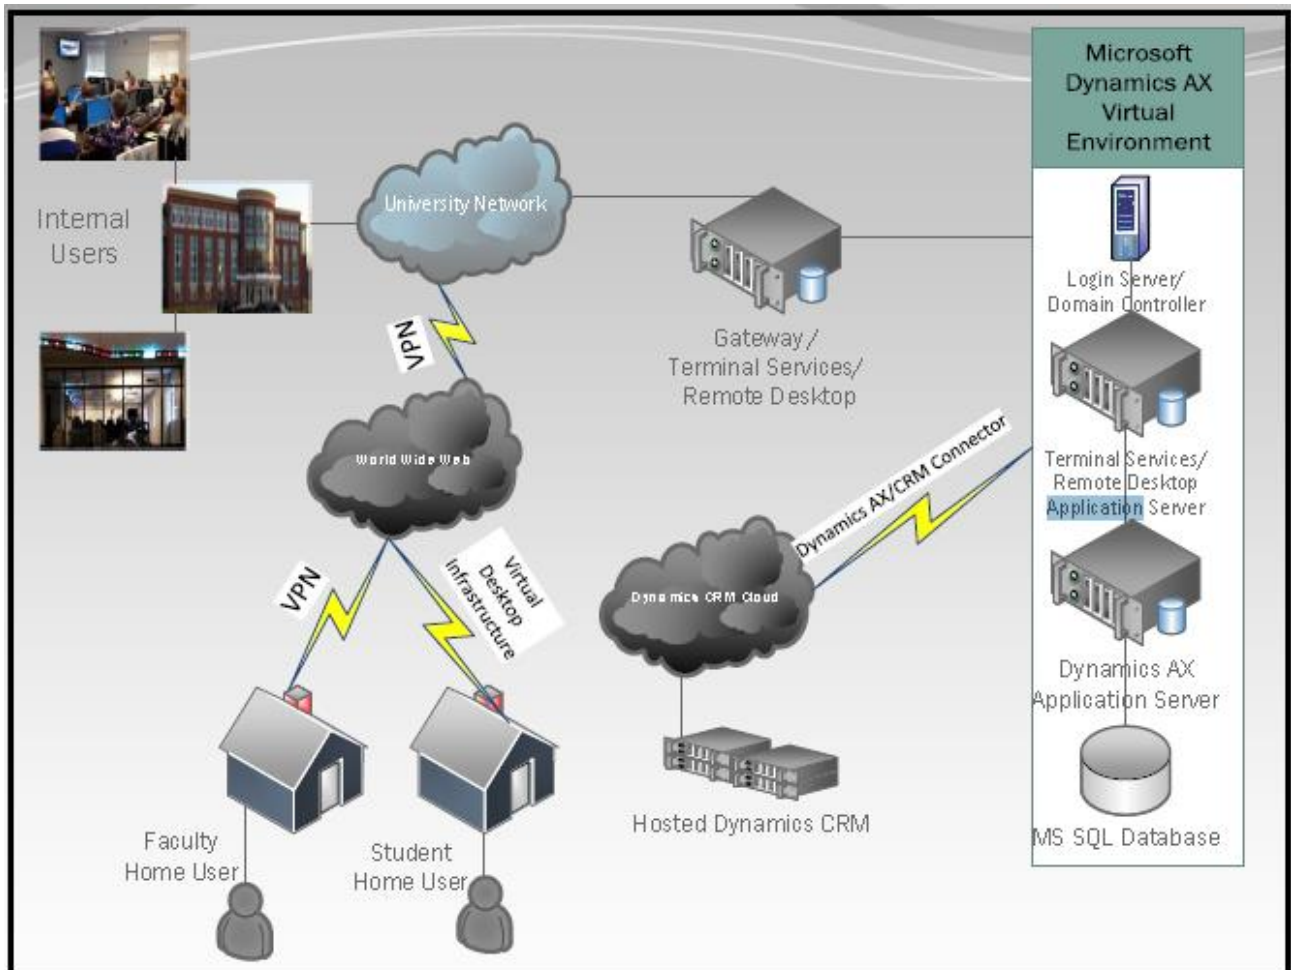 Microsoft
Dynamics AX
Virtual
Environment
Internal
Users
University Network
Login Server/
Domain Controller
VPN
Gateway/
Terminal Services/
Remote Desktop
World Wide Web
Dynamics AX/CRM Connector
Terminal Services/
Remote Desktop
Application Server
VPN
Virtual
Desktop
Infrastructure
Dynamics CRM Cloud
Dynamics AX
Application Server
Hosted Dynamics CRM
MS SQL Database
Faculty
Home User
Student
Home User